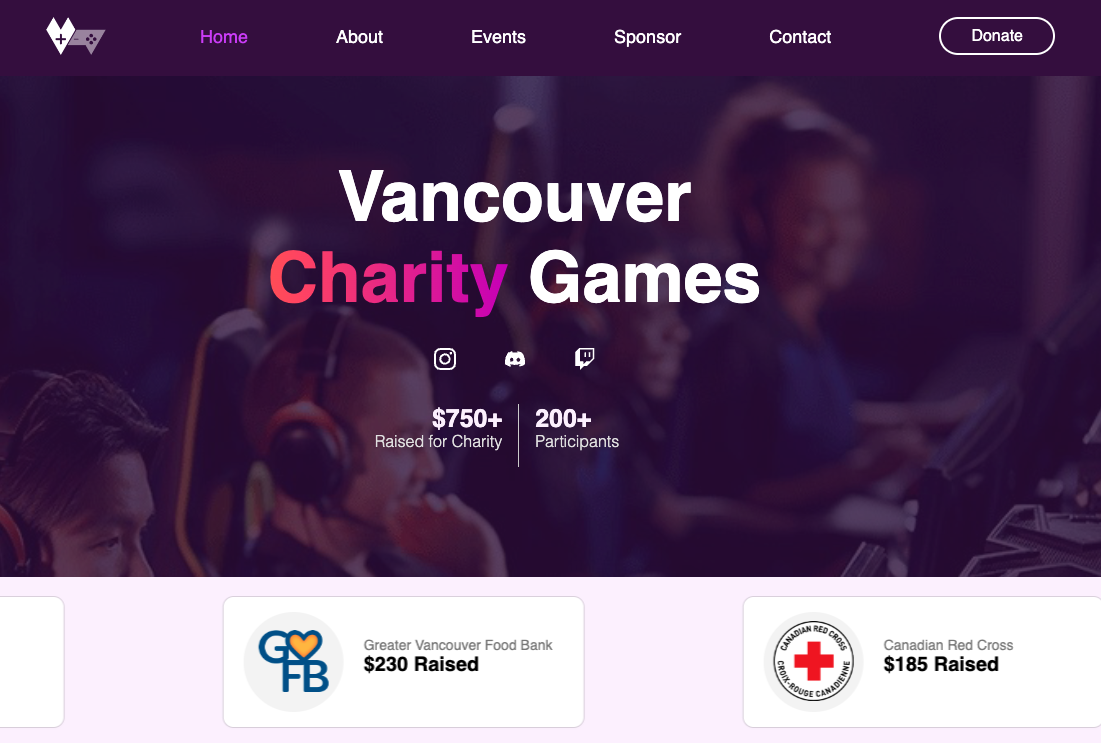 Home
About
Events
Sponsor
Contact
Donate
Vancouver
Charity Games
$750+
Raised for Charity
200+
Participants
GFB
Greater Vancouver Food Bank
$230 Raised
CANADIAN RED CROSS
CROIX-ROUGE CANADIENNE
Canadian Red Cross
$185 Raised